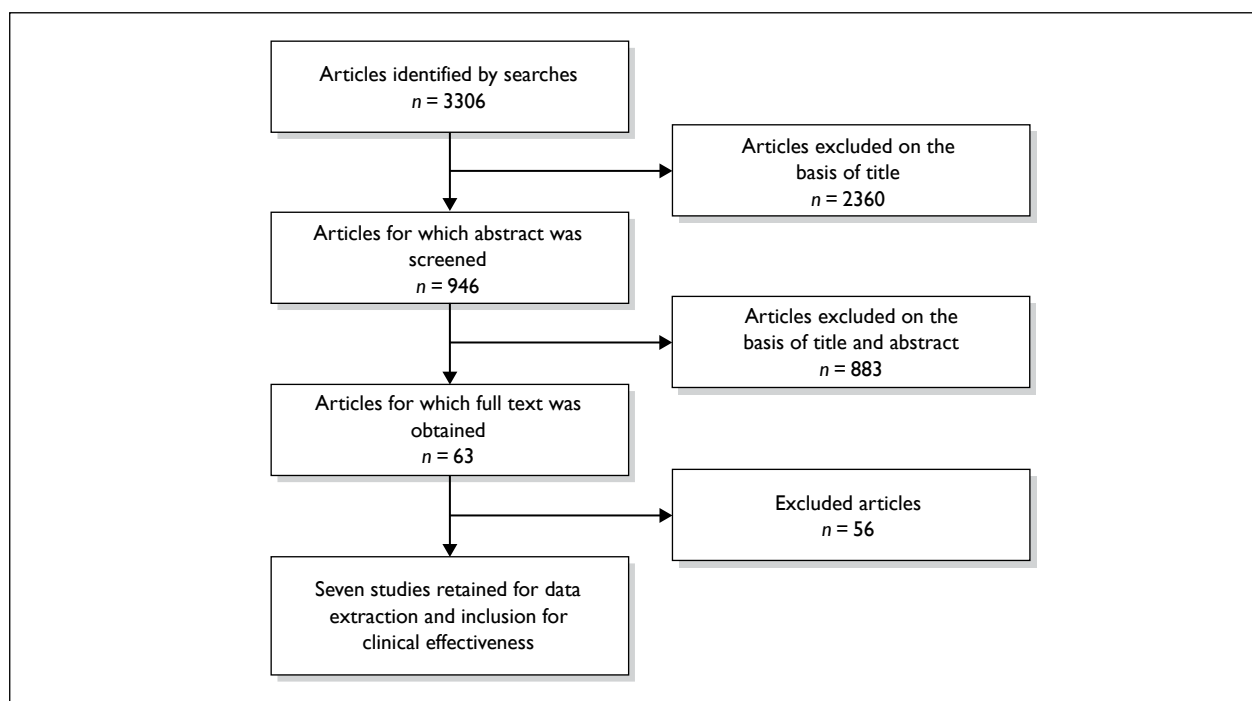 Articles identified by searches
n = 3306
Articles excluded on the
basis of title
n = 2360
Articles for which abstract was
screened
n = 946
Articles excluded on the
basis of title and abstract
n = 883
Articles for which full text was
obtained
n = 63
Excluded articles
n = 56
Seven studies retained for data
extraction and inclusion for
clinical effectiveness